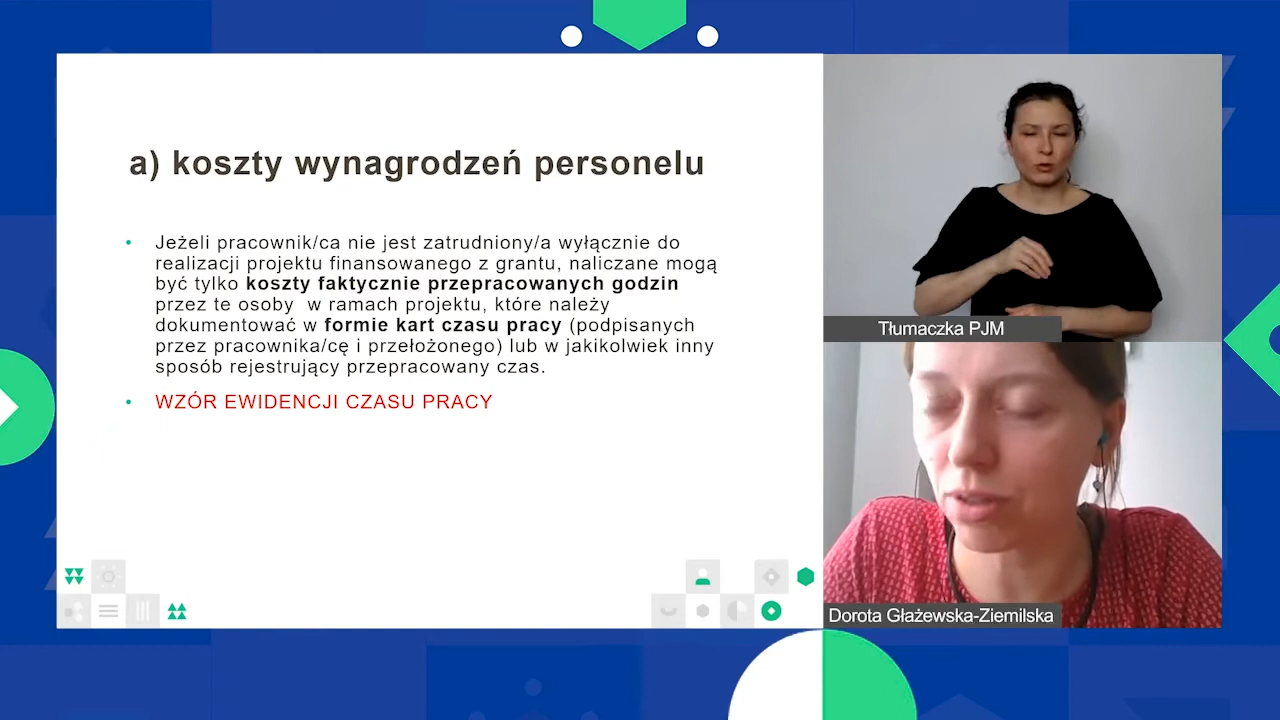 a) koszty wynagrodzeń personelu
• Jeżeli pracownik/ca nie jest zatrudniony/a wyłącznie do
realizacji projektu finansowanego z grantu, naliczane mogą
być tylko koszty faktycznie przepracowanych godzin
przez te osoby w ramach projektu, które należy
dokumentować w formie kart czasu pracy (podpisanych
przez pracownika/cę i przełożonego) lub w jakikolwiek inny
sposób rejestrujący przepracowany czas.
• WZÓR EWIDENCJI CZASU PRACY
Tłumaczka PJM
Dorota Głażewska-Ziemilska